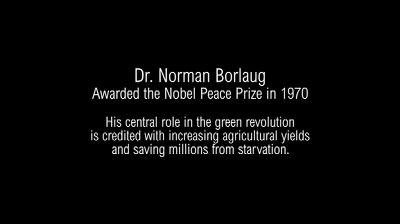 Dr. Norman Borlaug
Awarded the Nobel Peace Prize in 1970
His central role in the green revolution
is credited with increasing agricultural yields
and saving millions from starvation.